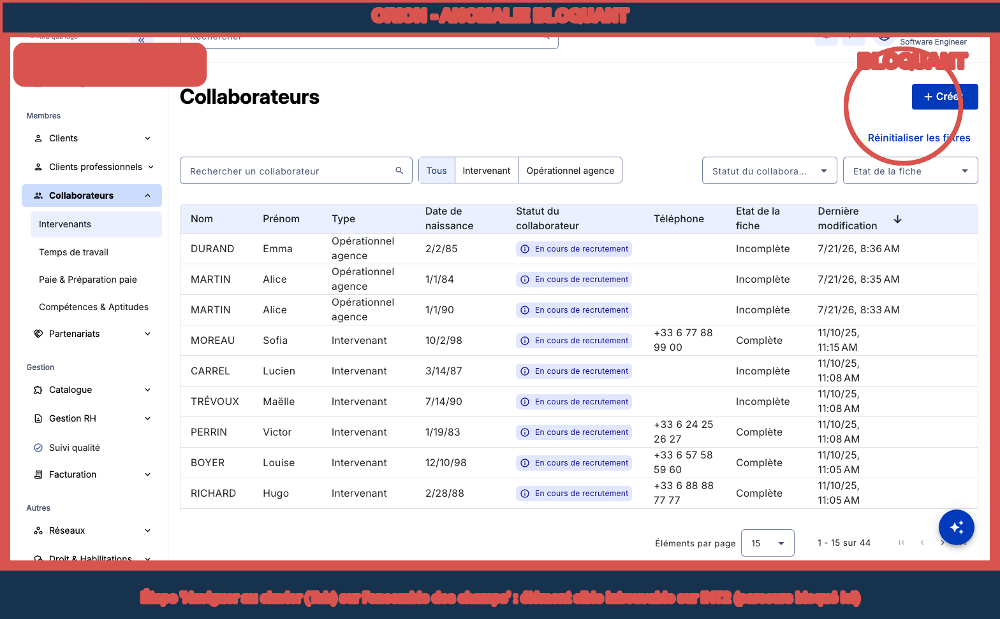 ORION - ANOMALIE BLOQUANT
Marque logo
Rechercher
Software Engineer
BLOQUANT
Collaborateurs
+ Créer
Réinitialiser les filtres
Membres
Clients
Clients professionnels
Collaborateurs
Intervenants
Temps de travail
Paie & Préparation paie
Compétences & Aptitudes
Partenariats
Gestion
Catalogue
Gestion RH
Suivi qualité
Facturation
Autres
Réseaux
Droit & Habilitations
Rechercher un collaborateur
Tous Intervenant Opérationnel agence
Statut du collabora...
Etat de la fiche
Nom Prénom Type Date de naissance Statut du collaborateur Téléphone Etat de la fiche Dernière modification
DURAND Emma Opérationnel agence 2/2/85 En cours de recrutement Incomplète 7/21/26, 8:36 AM
MARTIN Alice Opérationnel agence 1/1/84 En cours de recrutement Incomplète 7/21/26, 8:35 AM
MARTIN Alice Opérationnel agence 1/1/90 En cours de recrutement Incomplète 7/21/26, 8:33 AM
MOREAU Sofia Intervenant 10/2/98 En cours de recrutement +33 6 77 88 99 00 Complète 11/10/25, 11:15 AM
CARREL Lucien Intervenant 3/14/87 En cours de recrutement Incomplète 11/10/25, 11:08 AM
TRÉVOUX Maëlle Intervenant 7/14/90 En cours de recrutement Incomplète 11/10/25, 11:08 AM
PERRIN Victor Intervenant 1/19/83 En cours de recrutement +33 6 24 25 26 27 Complète 11/10/25, 11:08 AM
BOYER Louise Intervenant 12/10/98 En cours de recrutement +33 6 57 58 59 60 Complète 11/10/25, 11:05 AM
RICHARD Hugo Intervenant 2/28/88 En cours de recrutement +33 6 88 88 77 77 Complète 11/10/25, 11:05 AM
Éléments par page 15 1 - 15 sur 44
Étape 'Naviguer au clavier (Tab) sur l'ensemble des champs' : élément cible introuvable sur INT2 (parcours bloqué ici)